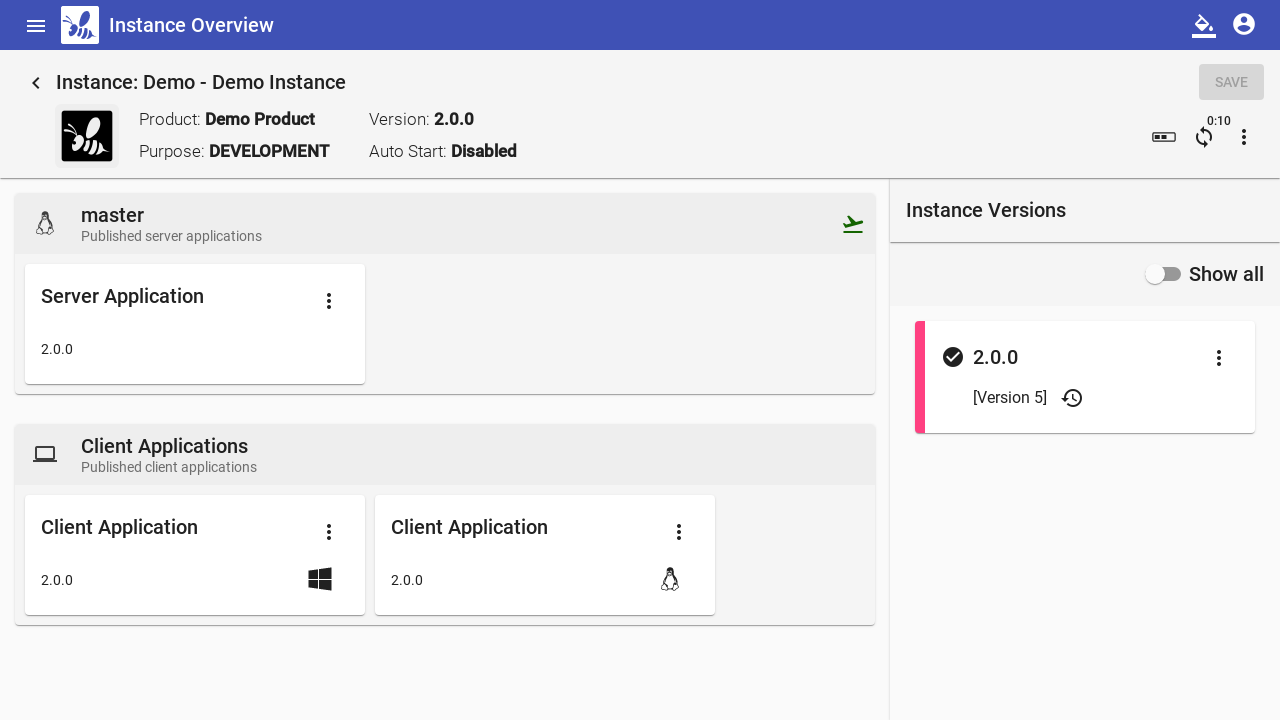 Instance Overview
Instance: Demo - Demo Instance
SAVE
Product: Demo Product
Version: 2.0.0
0:10
Purpose: DEVELOPMENT
Auto Start: Disabled
master
Published server applications
Server Application
2.0.0
Client Applications
Published client applications
Client Application
2.0.0
Client Application
2.0.0
Instance Versions
Show all
2.0.0
[Version 5]